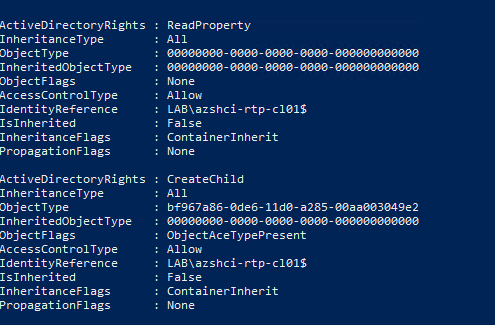 ActiveDirectoryRights : ReadProperty
InheritanceType       : All
ObjectType            : 00000000-0000-0000-0000-000000000000
InheritedObjectType   : 00000000-0000-0000-0000-000000000000
ObjectFlags           : None
AccessControlType     : Allow
IdentityReference     : LAB\azshci-rtp-cl01$
IsInherited           : False
InheritanceFlags      : ContainerInherit
PropagationFlags      : None

ActiveDirectoryRights : CreateChild
InheritanceType       : All
ObjectType            : bf967a86-0de6-11d0-a285-00aa003049e2
InheritedObjectType   : 00000000-0000-0000-0000-000000000000
ObjectFlags           : ObjectAceTypePresent
AccessControlType     : Allow
IdentityReference     : LAB\azshci-rtp-cl01$
IsInherited           : False
InheritanceFlags      : ContainerInherit
PropagationFlags      : None